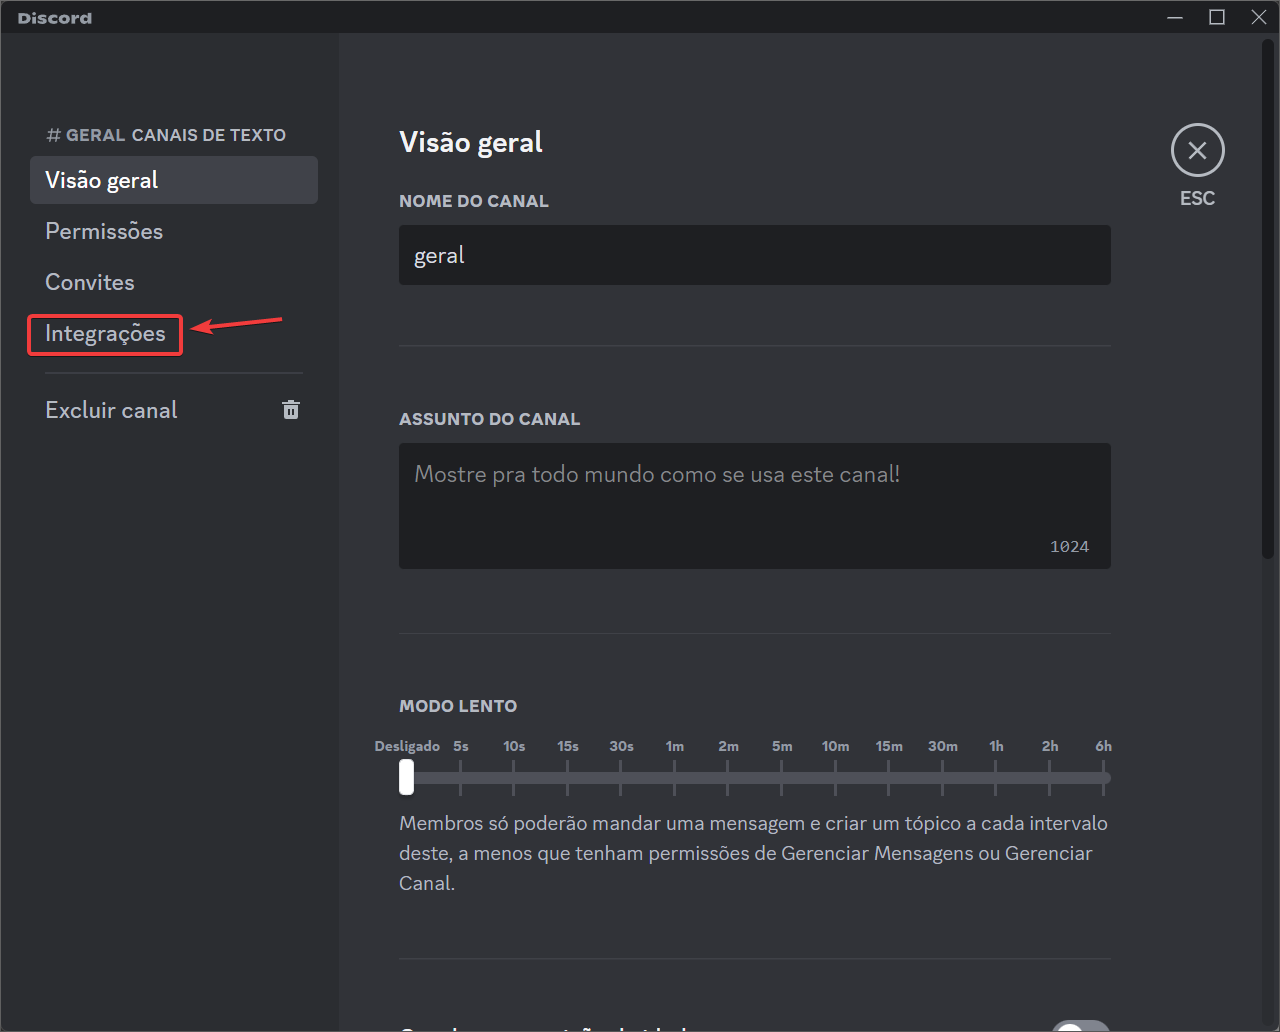 Discord
# GERAL CANAIS DE TEXTO
Visão geral
Permissões
Convites
Integrações
Excluir canal
Visão geral
ESC
NOME DO CANAL
geral
ASSUNTO DO CANAL
Mostre pra todo mundo como se usa este canal!
1024
MODO LENTO
Desligado 5s 10s 15s 30s 1m 2m 5m 10m 15m 30m 1h 2h 6h
Membros só poderão mandar uma mensagem e criar um tópico a cada intervalo
deste, a menos que tenham permissões de Gerenciar Mensagens ou Gerenciar
Canal.